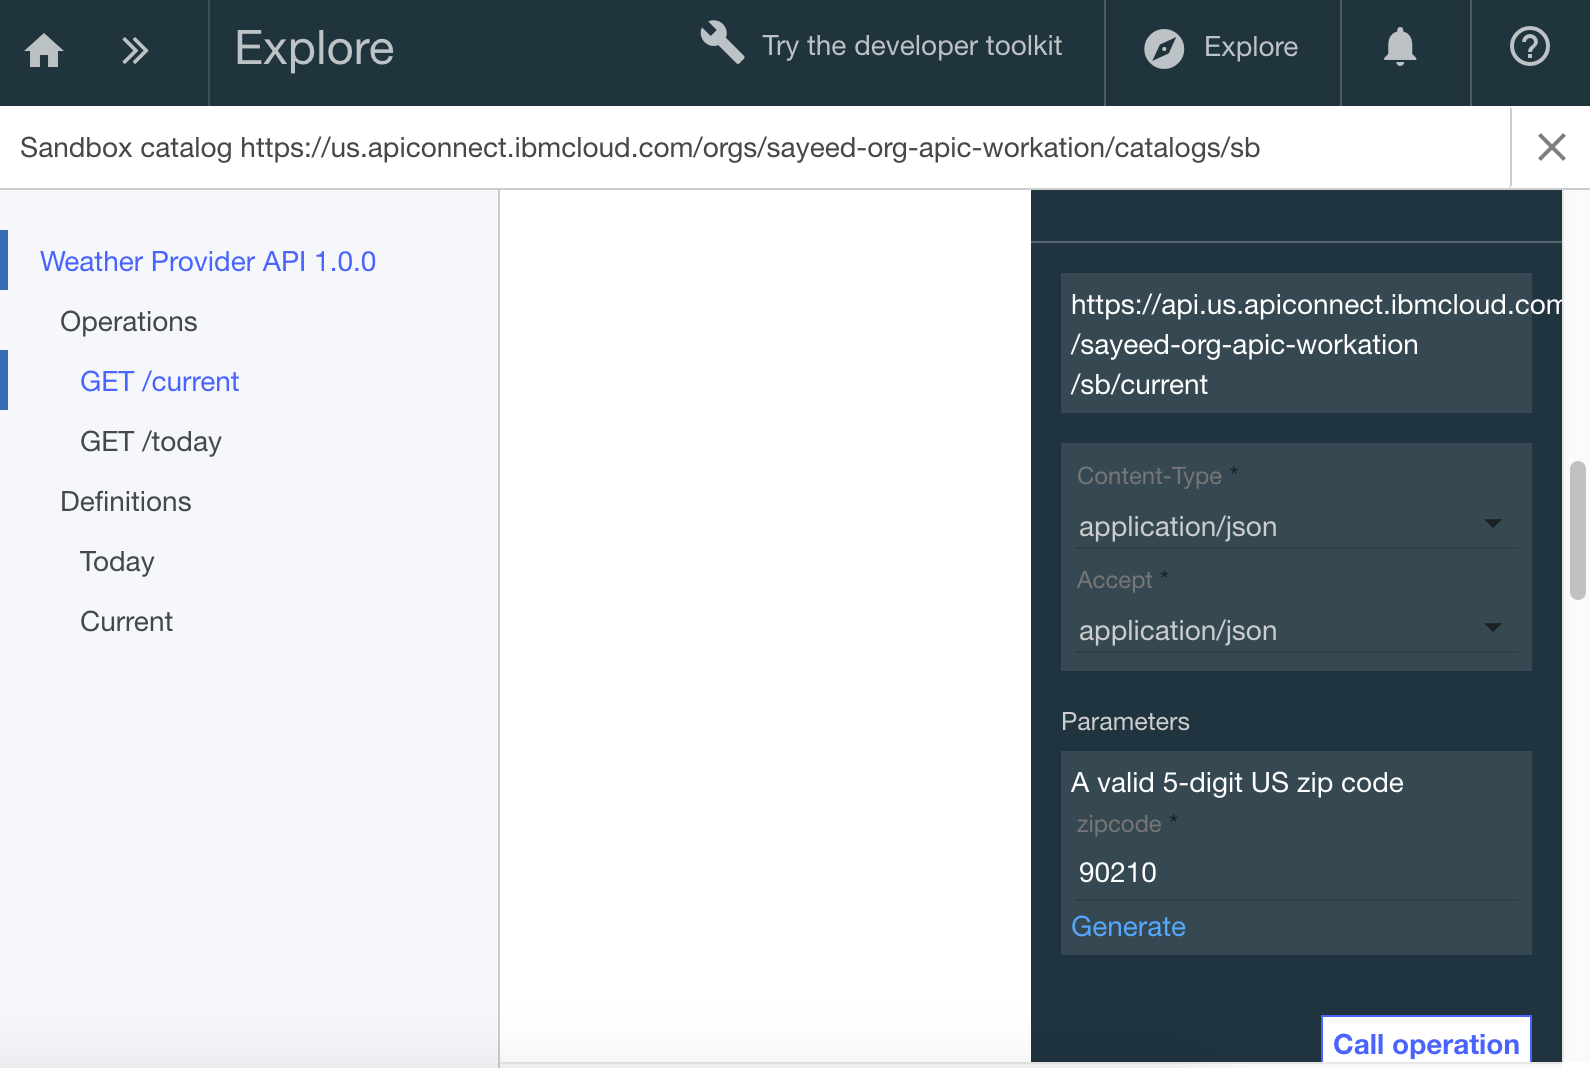 Explore
Try the developer toolkit
Explore
Sandbox catalog https://us.apiconnect.ibmcloud.com/orgs/sayeed-org-apic-workation/catalogs/sb
Weather Provider API 1.0.0
Operations
GET /current
GET /today
Definitions
Today
Current
https://api.us.apiconnect.ibmcloud.com
/sayeed-org-apic-workation
/sb/current
Content-Type *
application/json
Accept *
application/json
Parameters
A valid 5-digit US zip code
zipcode *
90210
Generate
Call operation